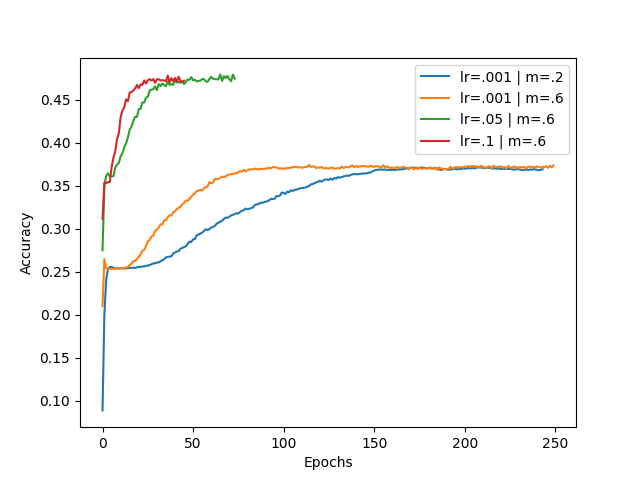 lr=.001 | m=.2
lr=.001 | m=.6
lr=.05 | m=.6
lr=.1 | m=.6
Accuracy
0.45
0.40
0.35
0.30
0.25
0.20
0.15
0.10
0
50
100
150
200
250
Epochs